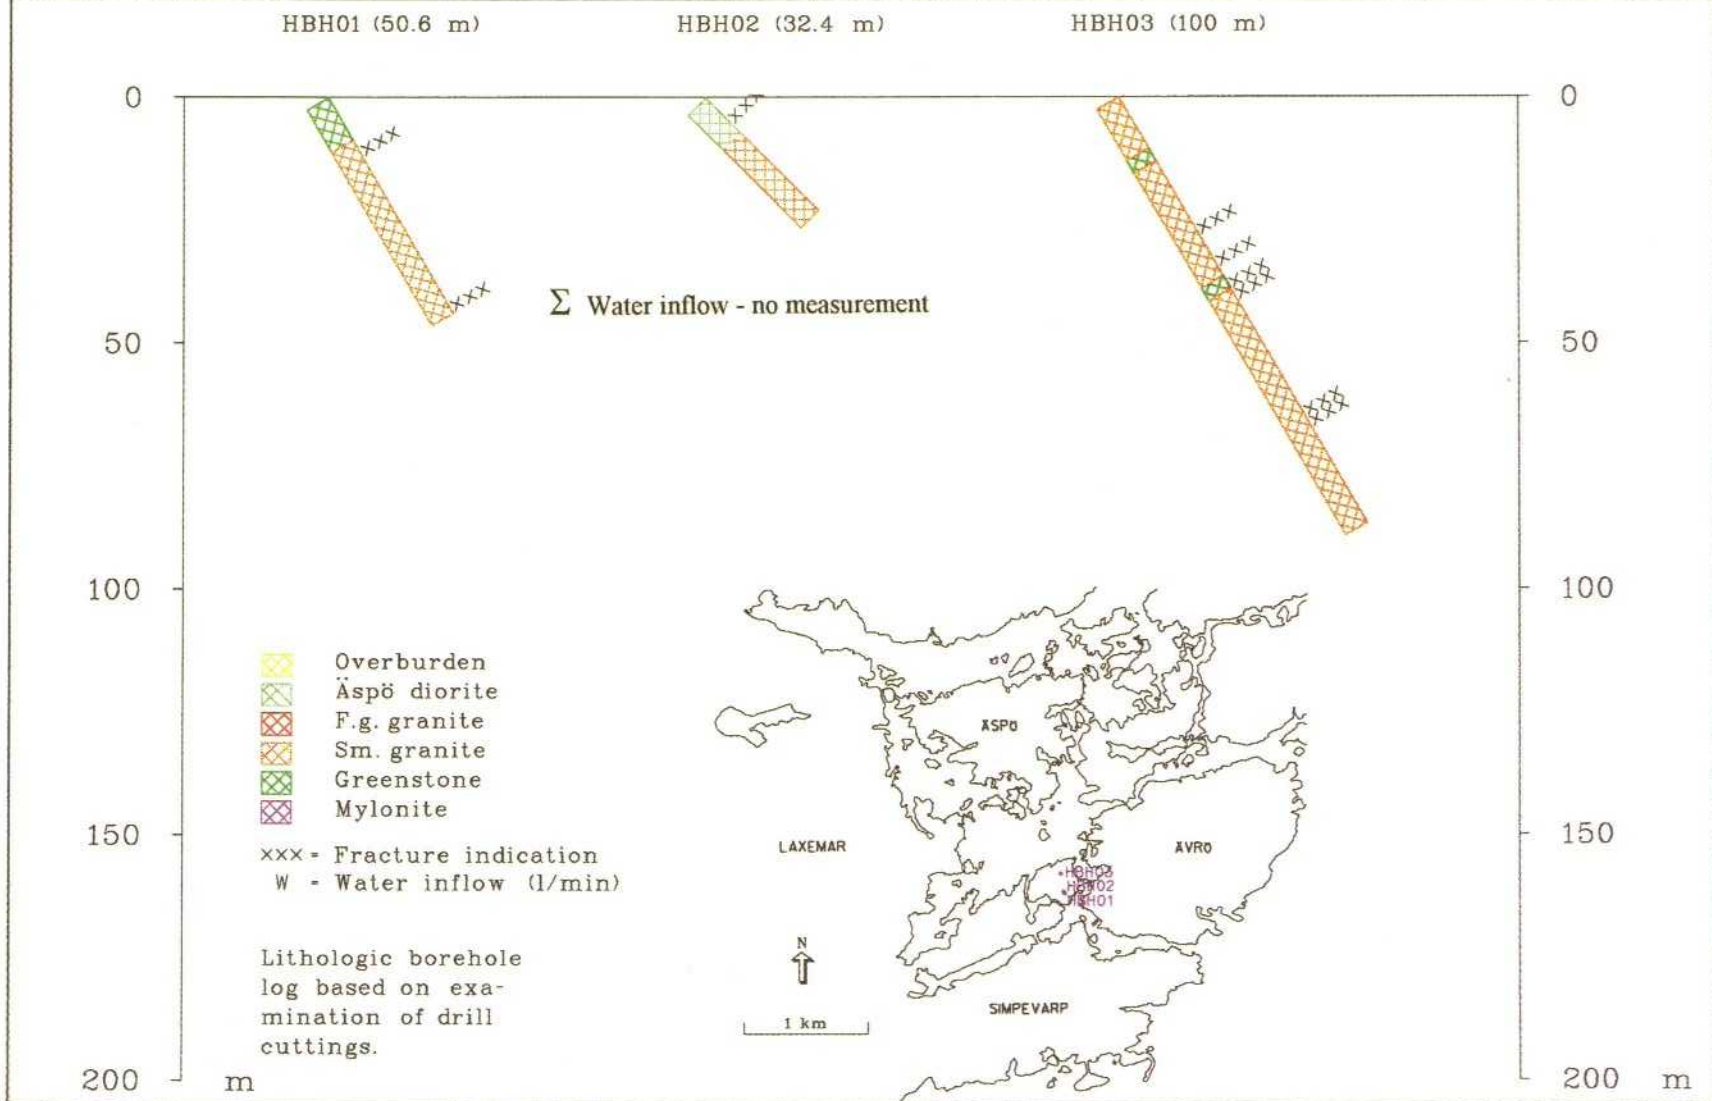 HBH01 (50.6 m)
HBH02 (32.4 m)
HBH03 (100 m)
0
50
100
150
200 m
0
50
100
150
200 m
×××
×××
×××
×××
×××
×××
×××
×××
×××
Σ Water inflow - no measurement
Overburden
Äspö diorite
F.g. granite
Sm. granite
Greenstone
Mylonite
××× = Fracture indication
W = Water inflow (l/min)
Lithologic borehole
log based on exa-
mination of drill
cuttings.
ÄSPÖ
LAXEMAR
ÄVRÖ
HBH03
HBH02
HBH01
SIMPEVARP
N
1 km